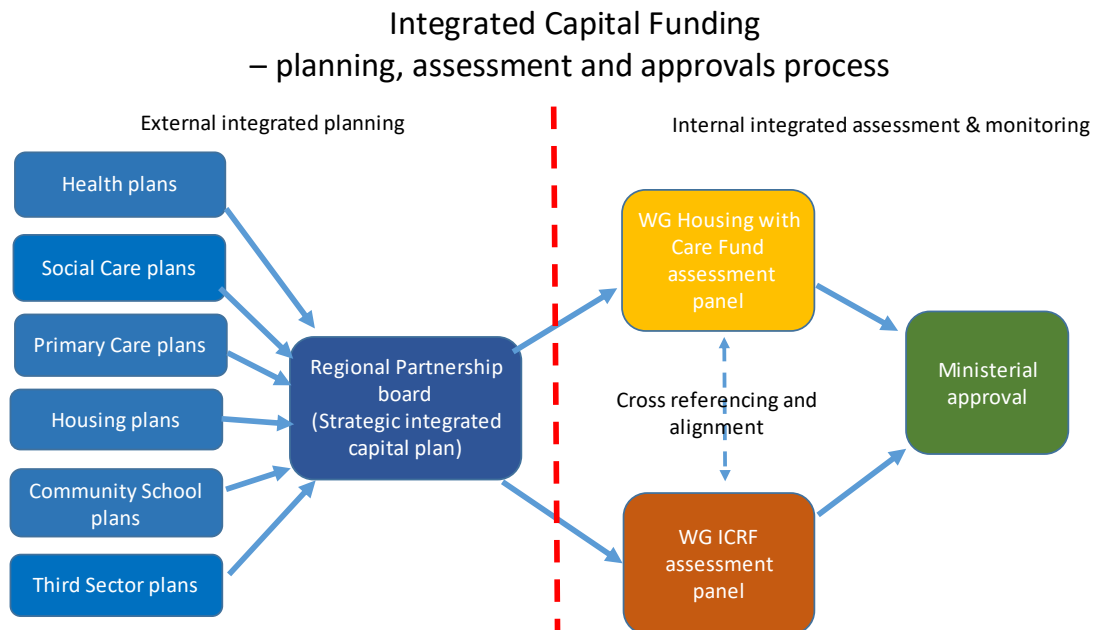 Integrated Capital Funding
– planning, assessment and approvals process
External integrated planning
Internal integrated assessment & monitoring
Health plans
Social Care plans
Primary Care plans
Housing plans
Community School
plans
Third Sector plans
Regional Partnership
board
(Strategic integrated
capital plan)
WG Housing with
Care Fund
assessment
panel
Cross referencing and
alignment
WG ICRF
assessment
panel
Ministerial
approval